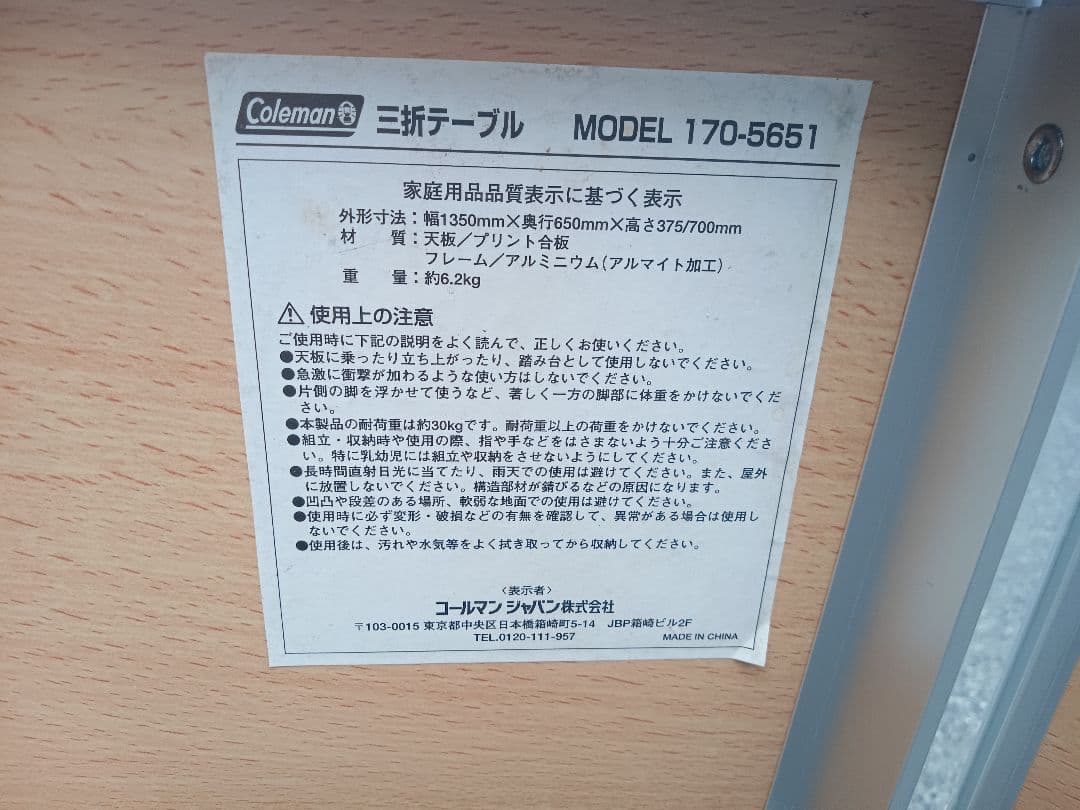 Coleman 三折テーブル MODEL 170-5651
家庭用品品質表示に基づく表示
外形寸法：幅1350mm×奥行650mm×高さ375/700mm
材　質：天板／プリント合板
フレーム／アルミニウム（アルマイト加工）
重　量：約6.2kg
⚠使用上の注意
ご使用時に下記の説明をよく読んで、正しくお使いください。
●天板に乗ったり立ち上がったり、踏み台として使用しないでください。
●急激に衝撃が加わるような使い方はしないでください。
●片側の脚を浮かせて使うなど、著しく一方の脚部に体重をかけないでくだ
さい。
●本製品の耐荷重は約30kgです。耐荷重以上の荷重をかけないでください。
●組立・収納時や使用の際、指や手などをはさまないよう十分ご注意くださ
い。特に乳幼児には組立や収納をさせないようにしてください。
●長時間直射日光に当てたり、雨天での使用は避けてください。また、屋外
に放置しないでください。構造部材が錆びるなどの原因になります。
●凹凸や段差のある場所、軟弱な地面での使用は避けてください。
●使用時に必ず変形・破損などの有無を確認して、異常がある場合は使用し
ないでください。
●使用後は、汚れや水気等をよく拭き取ってから収納してください。
〈表示者〉
コールマン ジャパン株式会社
〒103-0015 東京都中央区日本橋箱崎町5-14 JBP箱崎ビル2F
TEL.0120-111-957
MADE IN CHINA